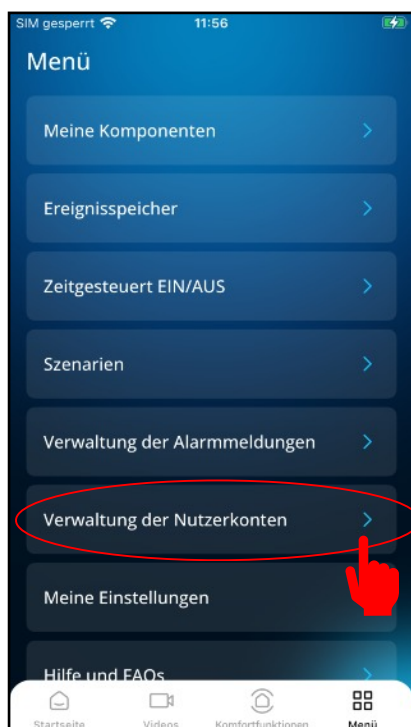 SIM gesperrt 11:56
Menü
Meine Komponenten
Ereignisspeicher
Zeitgesteuert EIN/AUS
Szenarien
Verwaltung der Alarmmeldungen
Verwaltung der Nutzerkonten
Meine Einstellungen
Hilfe und FAQs
Startseite Videos Komfortfunktionen Menü